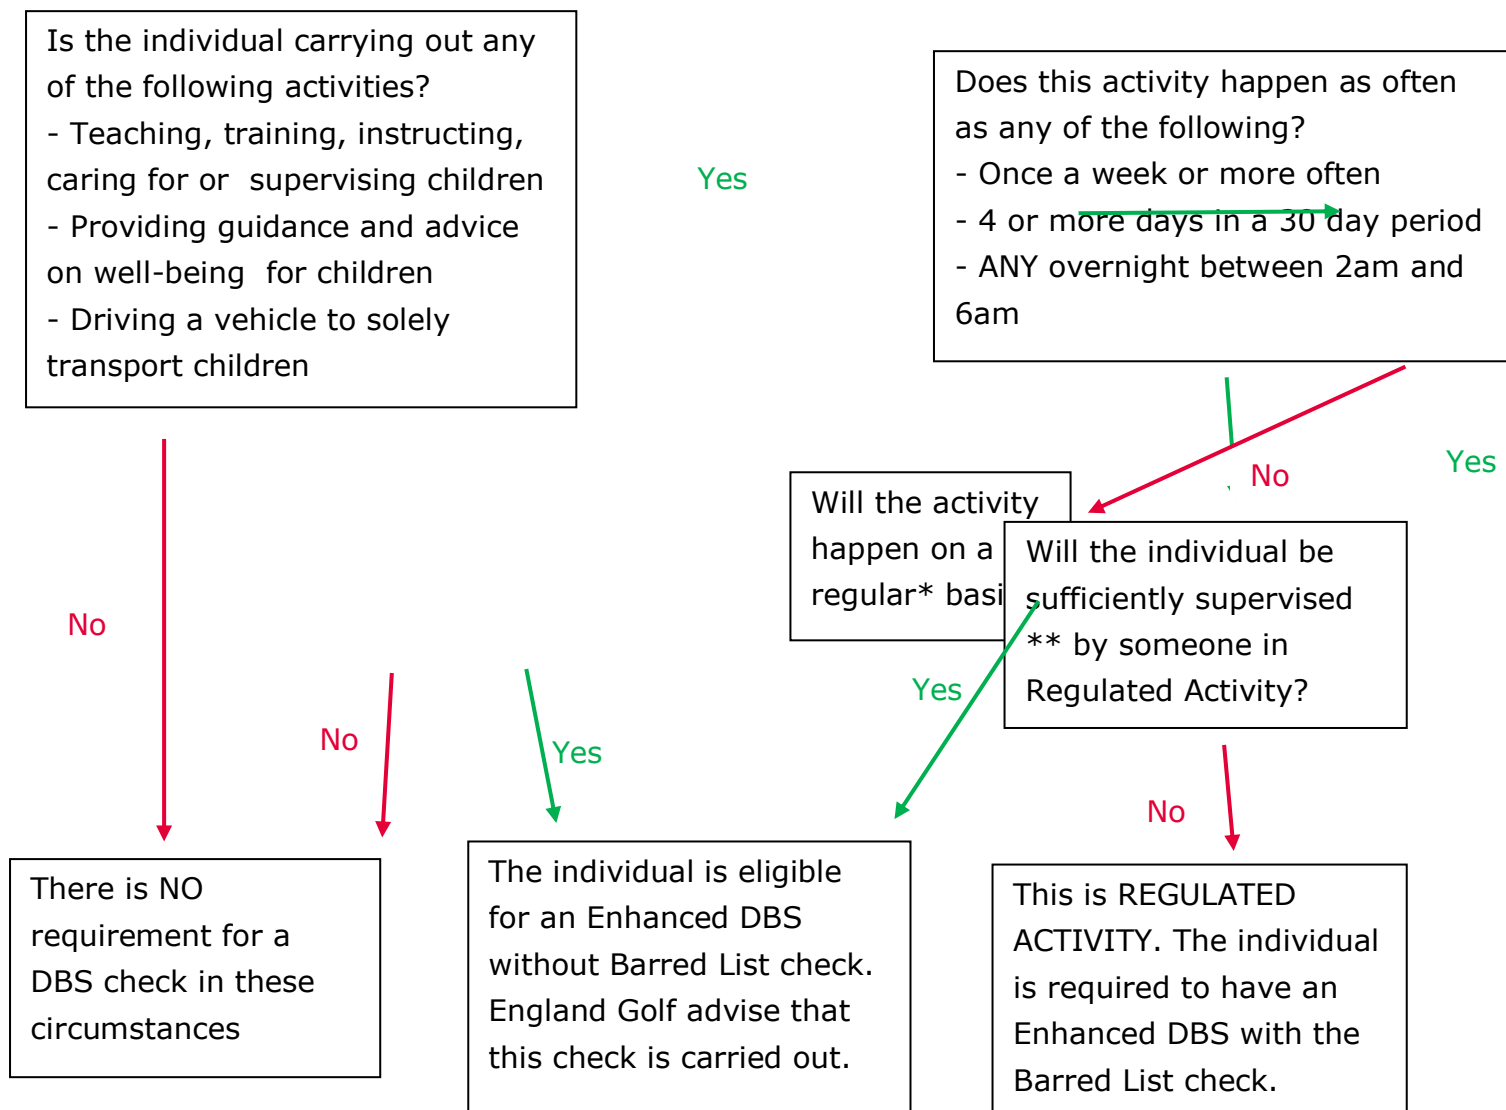 Is the individual carrying out any
of the following activities?
- Teaching, training, instructing,
caring for or supervising children
- Providing guidance and advice
on well-being for children
- Driving a vehicle to solely
transport children
Yes
Does this activity happen as often
as any of the following?
- Once a week or more often
- 4 or more days in a 30 day period
- ANY overnight between 2am and
6am
No
Yes
Will the activity
happen on a
regular* basi
Will the individual be
sufficiently supervised
** by someone in
Regulated Activity?
No
Yes
No
Yes
No
There is NO
requirement for a
DBS check in these
circumstances
The individual is eligible
for an Enhanced DBS
without Barred List check.
England Golf advise that
this check is carried out.
This is REGULATED
ACTIVITY. The individual
is required to have an
Enhanced DBS with the
Barred List check.